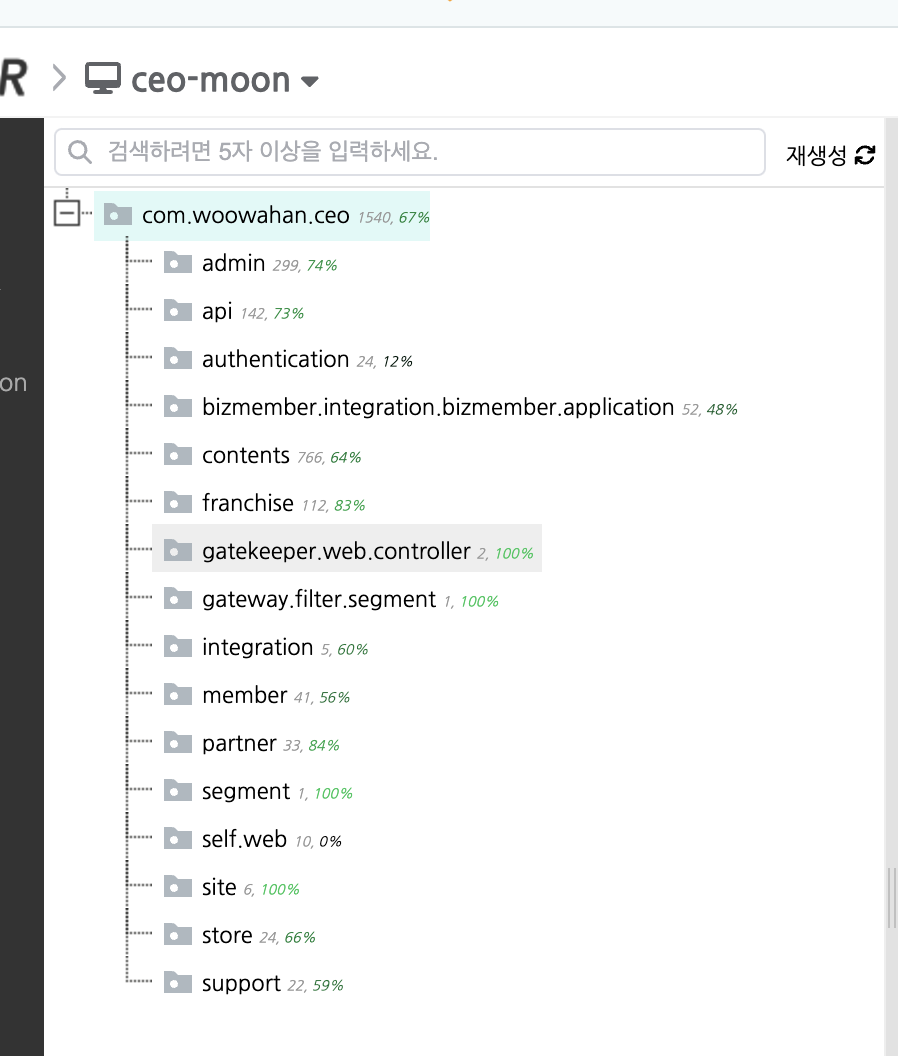 R > ceo-moon
검색하려면 5자 이상을 입력하세요. 재생성
com.woowahan.ceo 1540, 67%
admin 299, 74%
api 142, 73%
authentication 24, 12%
on
bizmember.integration.bizmember.application 52, 48%
contents 766, 64%
franchise 112, 83%
gatekeeper.web.controller 2, 100%
gateway.filter.segment 1, 100%
integration 5, 60%
member 41, 56%
partner 33, 84%
segment 1, 100%
self.web 10, 0%
site 6, 100%
store 24, 66%
support 22, 59%